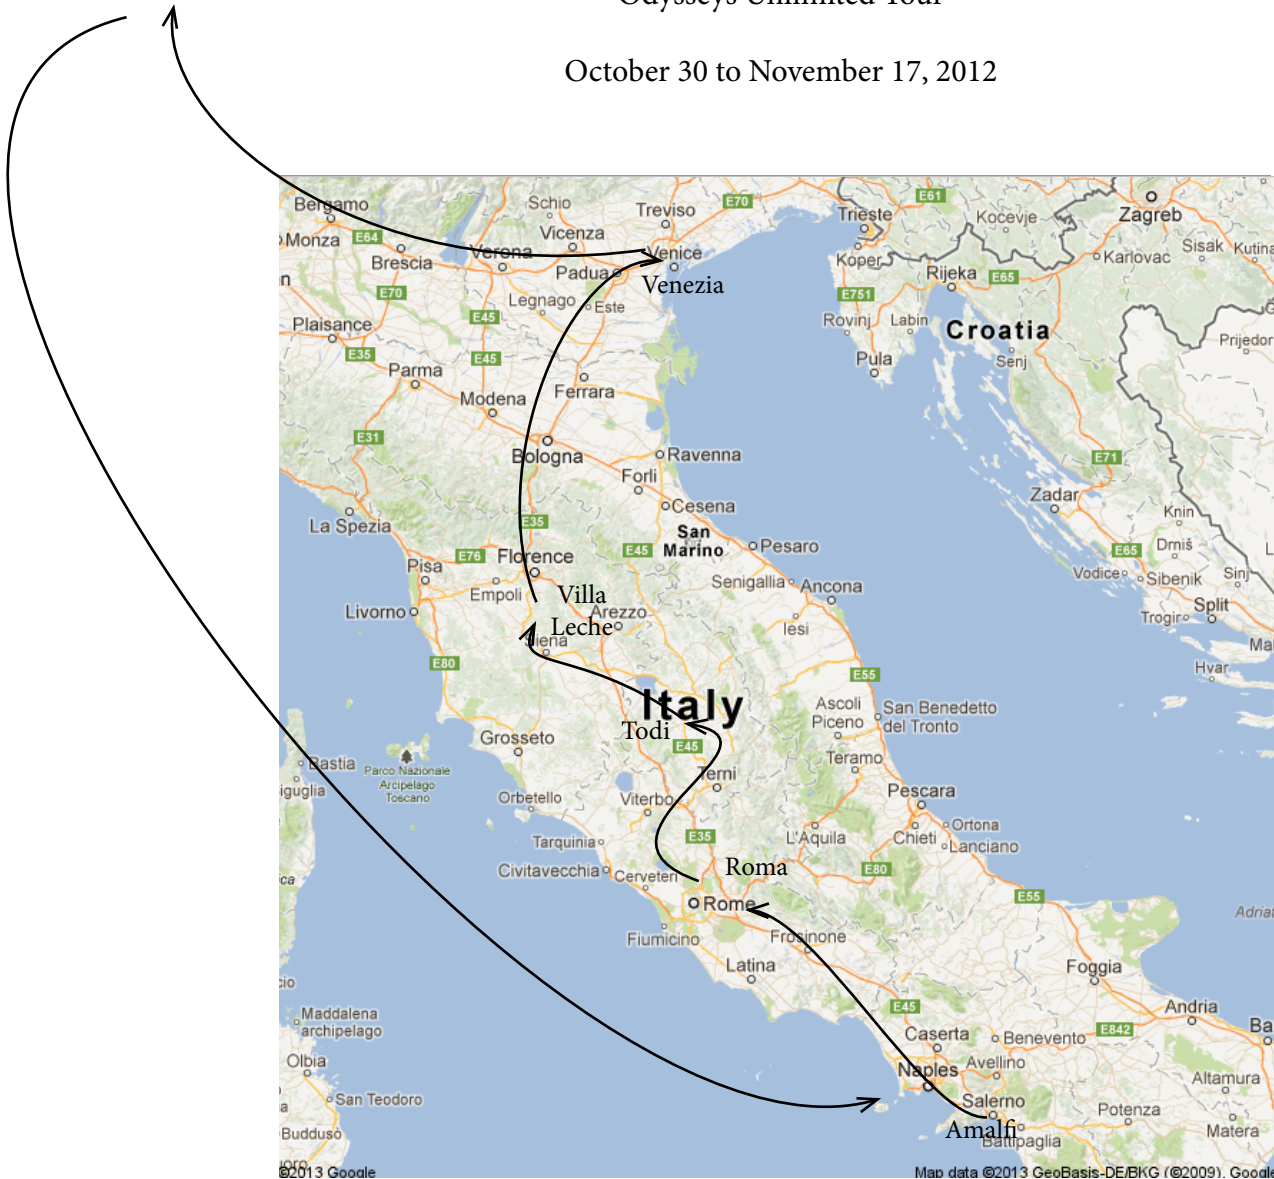 Odysseys Unlimited Tour
October 30 to November 17, 2012
Bergamo
Schio
Treviso
E70
Trieste
E61
Kocevje
Zagreb
Monza
E64
Vicenza
Brescia
Verona
Padua
Venice
Koper
Karlovac
Sisak
Kutina
Venezia
Rijeka
E65
E70
Legnago
Este
E751
E45
Rovinj
Labin
Croatia
Plaisance
E35
E45
Pula
Senj
Prijedor
Parma
Ferrara
Modena
E31
Bologna
Ravenna
E71
Forli
Cesena
Zadar
Knin
La Spezia
E35
San
Marino
Pesaro
E65
Drniš
E76
Florence
E45
Pisa
Empoli
Villa
Leche
Arezzo
Senigallia
Ancona
Vodice
Sibenik
Sinj
Livorno
Siena
Iesi
Trogir
Split
E80
E55
Hvar
Italy
Todi
Ascoli
Piceno
San Benedetto
del Tronto
Grosseto
E45
Bastia
Parco Nazionale
Arcipelago
Toscano
Terni
Teramo
Orbetello
Viterbo
Pescara
Tarquinia
E35
L'Aquila
Chieti
Ortona
Lanciano
Civitavecchia
Cerveteri
Roma
E80
Rome
E55
Fiumicino
Frosinone
Latina
Foggia
Maddalena
archipelago
E45
Andria
Caserta
Benevento
E842
Olbia
Naples
Avellino
Altamura
San Teodoro
Salerno
Potenza
Matera
Buddusò
Amalfi
Battipaglia
©2013 Google
Map data ©2013 GeoBasis-DE/BKG (©2009), Google